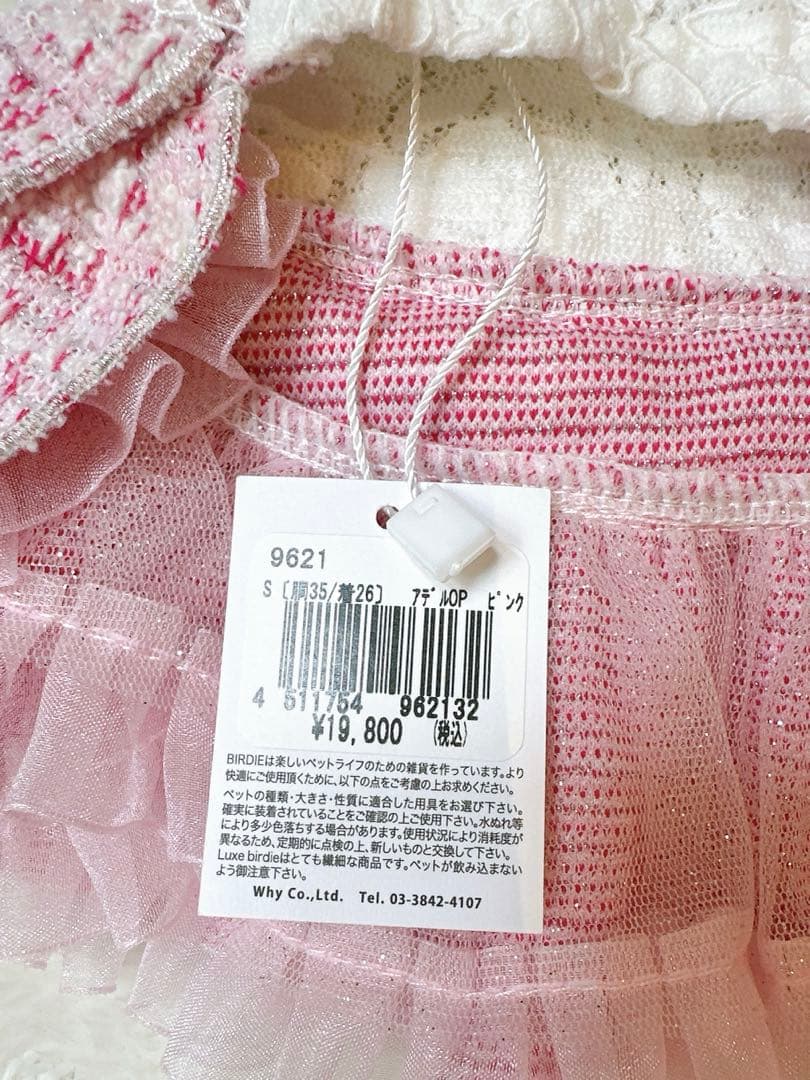 9621
S [胴35/着26] ｱﾃﾞﾙOP ﾋﾟﾝｸ
4 511754 962132
¥19,800 (税込)
BIRDIEは楽しいペットライフのための雑貨を作っています。より
快適にご使用頂くために、以下の点をご考慮の上お求めください。
ペットの種類・大きさ・性質に適合した用具をお選び下さい。
確実に装着されていることをご確認の上ご使用下さい。水ぬれ等
により多少色落ちする場合があります。使用状況により消耗度が
異なるため、定期的に点検の上、新しいものと交換して下さい。
Luxe birdieはとても繊細な商品です。ペットが飲み込まない
よう御注意下さい。
Why Co.,Ltd. Tel. 03-3842-4107